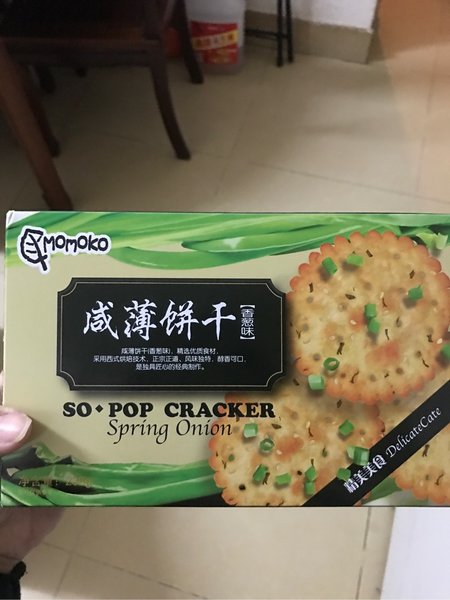 MOMOKO
咸薄饼干
【香葱味】
咸薄饼干(香葱味)，精选优质食材，
采用西式烘焙技术、正宗正道、风味独特，醇香可口，
是独具匠心的经典制作。
SO·POP CRACKER
Spring Onion
精美美食 DelicateCate